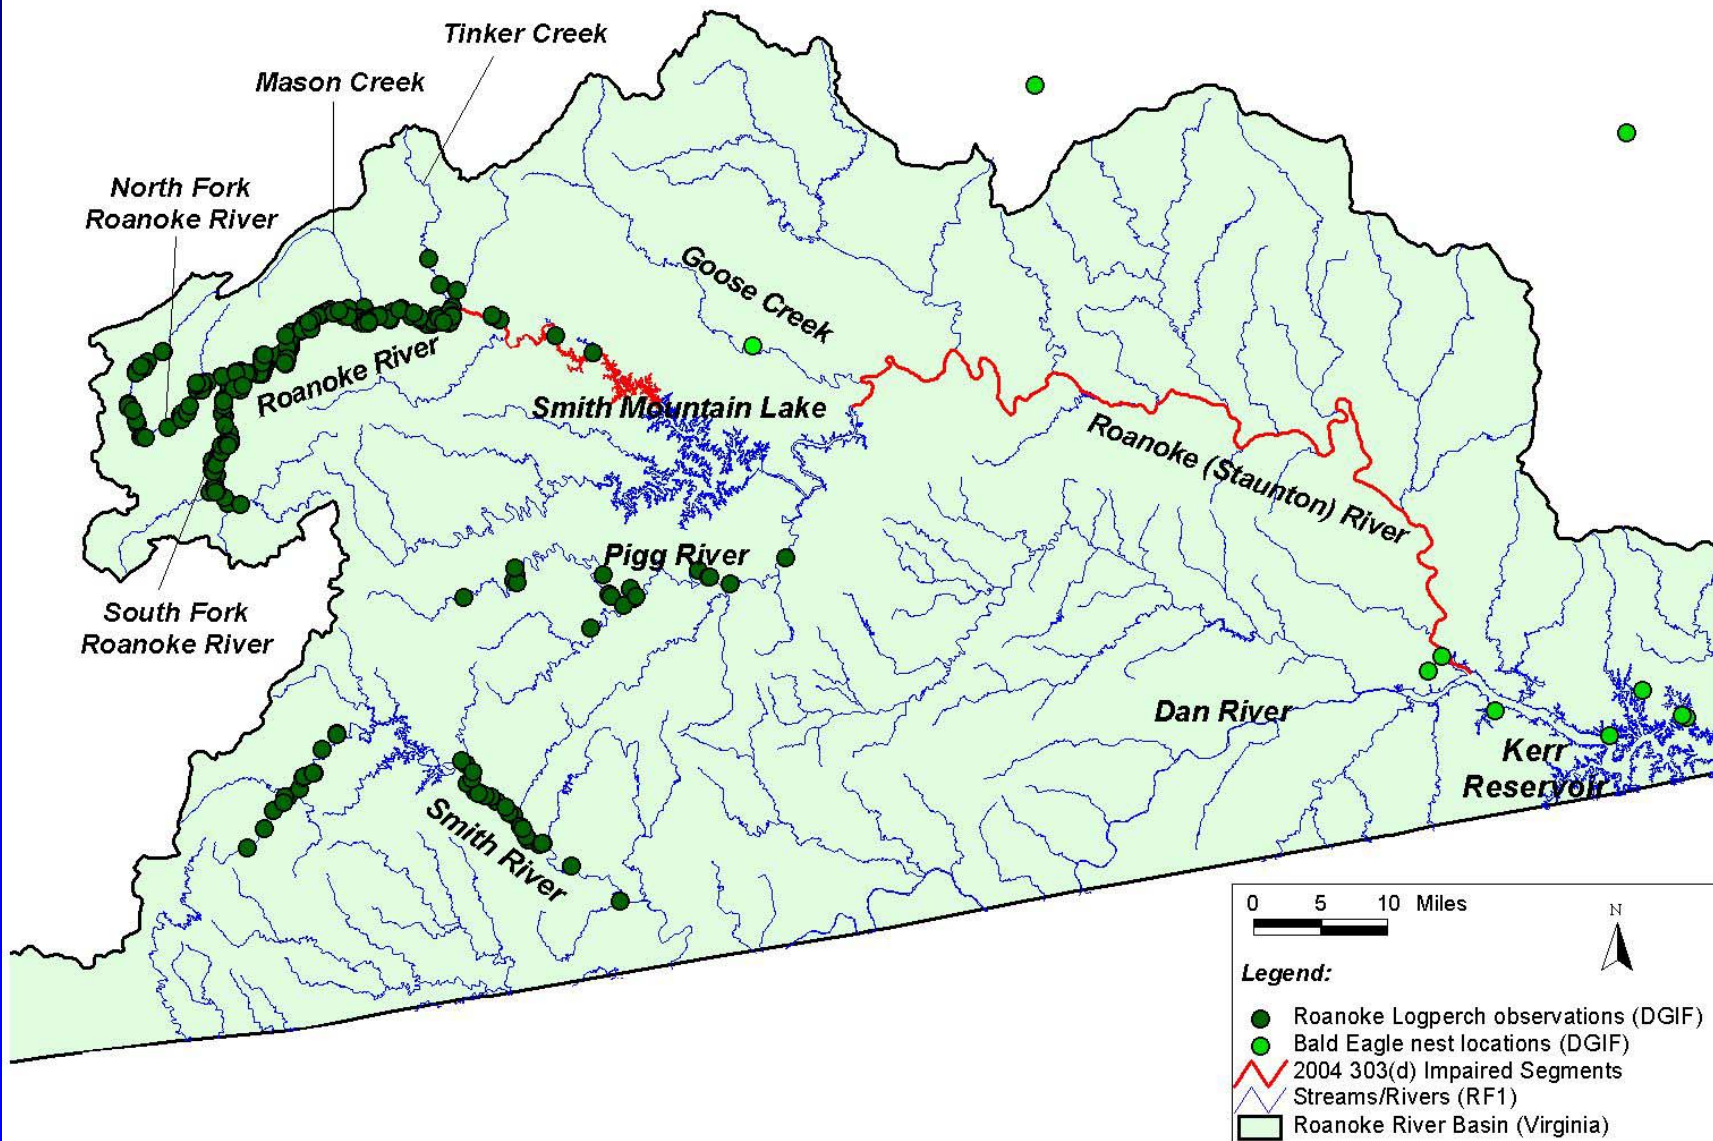 Tinker Creek
Mason Creek
North Fork
Roanoke River
Goose Creek
Roanoke River
Smith Mountain Lake
Roanoke (Staunton) River
Pigg River
South Fork
Roanoke River
Dan River
Kerr
Reservoir
Smith River
0 5 10 Miles
N
Legend:
Roanoke Logperch observations (DGIF)
Bald Eagle nest locations (DGIF)
2004 303(d) Impaired Segments
Streams/Rivers (RF1)
Roanoke River Basin (Virginia)